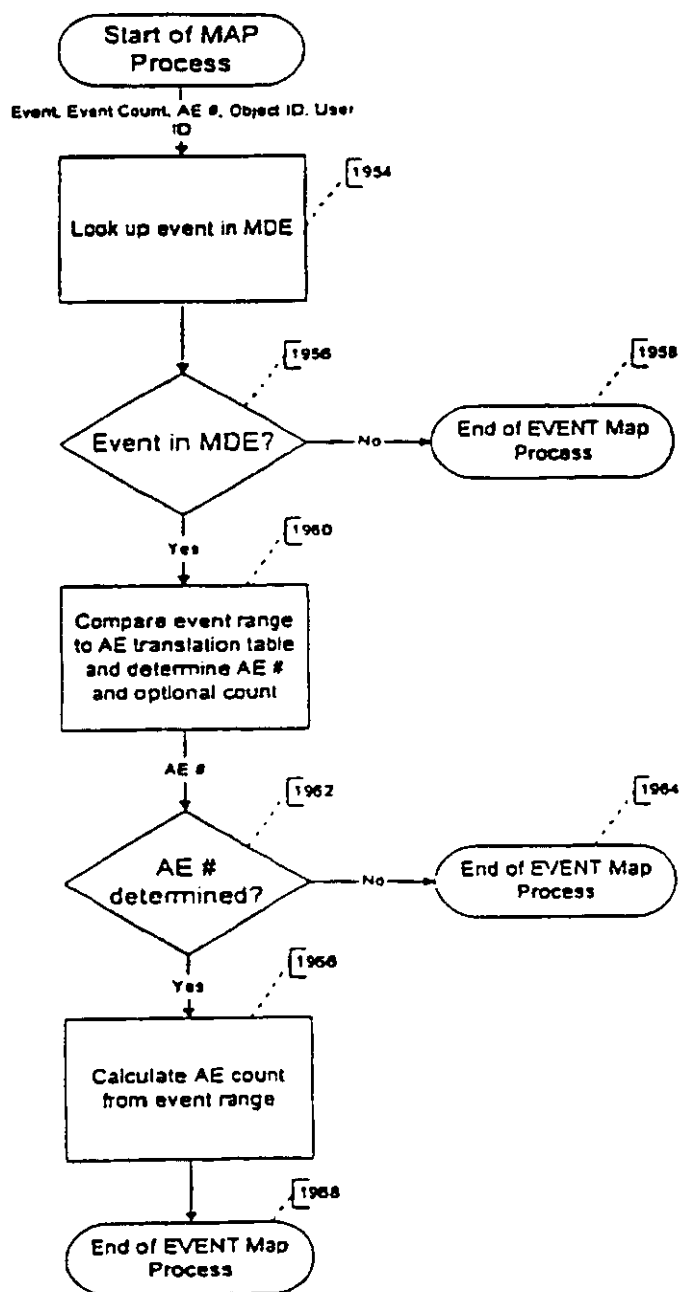 Start of MAP
Process
Event, Event Count, AE #, Object ID, User
ID
1954
Look up event in MDE
1956
1958
Event in MDE?
No
End of EVENT Map
Process
Yes
1960
Compare event range
to AE translation table
and determine AE #
and optional count
AE #
1962
1964
AE #
determined?
No
End of EVENT Map
Process
Yes
1966
Calculate AE count
from event range
1968
End of EVENT Map
Process